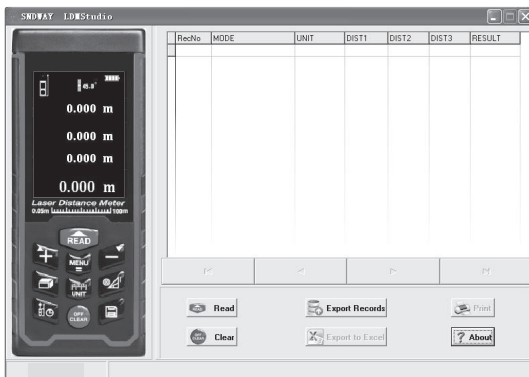 SNDWAY LDMStudio
RecNo MODE UNIT DIST1 DIST2 DIST3 RESULT
0.000 m
0.000 m
0.000 m
0.000 m
Laser Distance Meter
0.05m 100m
READ
MENU
UNIT
OFF
CLEAR
Read
Export Records
Print
Clear
Export to Excel
? About